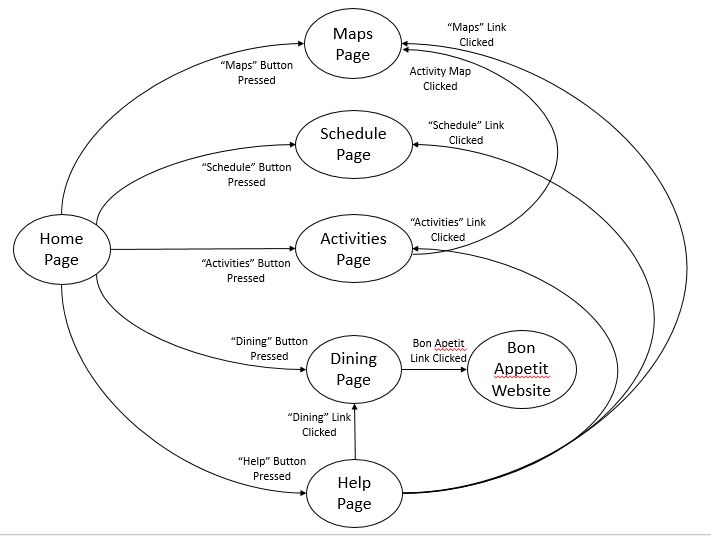 Maps
Page
"Maps" Link
Clicked
"Maps" Button
Pressed
Activity Map
Clicked
Schedule
Page
"Schedule" Link
Clicked
"Schedule" Button
Pressed
Home
Page
Activities
Page
"Activities" Link
Clicked
"Activities" Button
Pressed
"Dining" Button
Pressed
Dining
Page
Bon Apetit
Link Clicked
Bon
Appetit
Website
"Dining" Link
Clicked
"Help" Button
Pressed
Help
Page